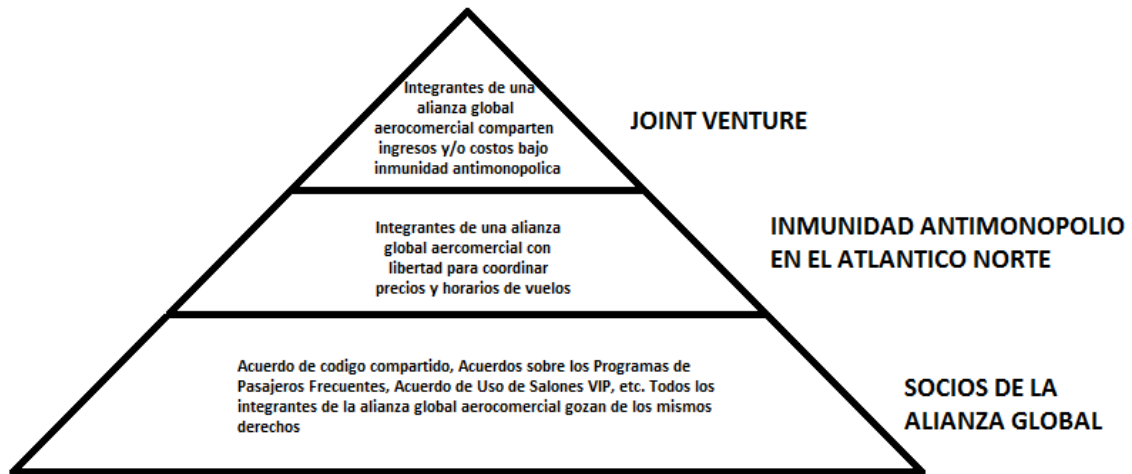 Integrantes de una
alianza global
aerocomercial comparten
ingresos y/o costos bajo
inmunidad antimonopolica
JOINT VENTURE
Integrantes de una alianza
global aercomercial con
libertad para coordinar
precios y horarios de vuelos
INMUNIDAD ANTIMONOPOLIO
EN EL ATLANTICO NORTE
Acuerdo de codigo compartido, Acuerdos sobre los Programas de
Pasajeros Frecuentes, Acuerdo de Uso de Salones VIP, etc. Todos los
integrantes de la alianza global aerocomercial gozan de los mismos
derechos
SOCIOS DE LA
ALIANZA GLOBAL